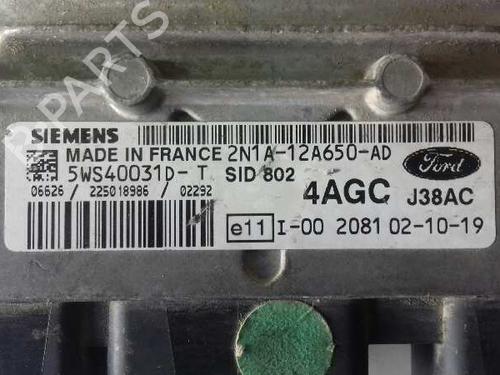 B PARTS
SIEMENS
MADE IN FRANCE 2N1A-12A650-AD
5WS40031D-T SID 802
06626 / 225018986 / 02292
4AGC J38AC
e11 I-00 2081 02-10-19
Ford